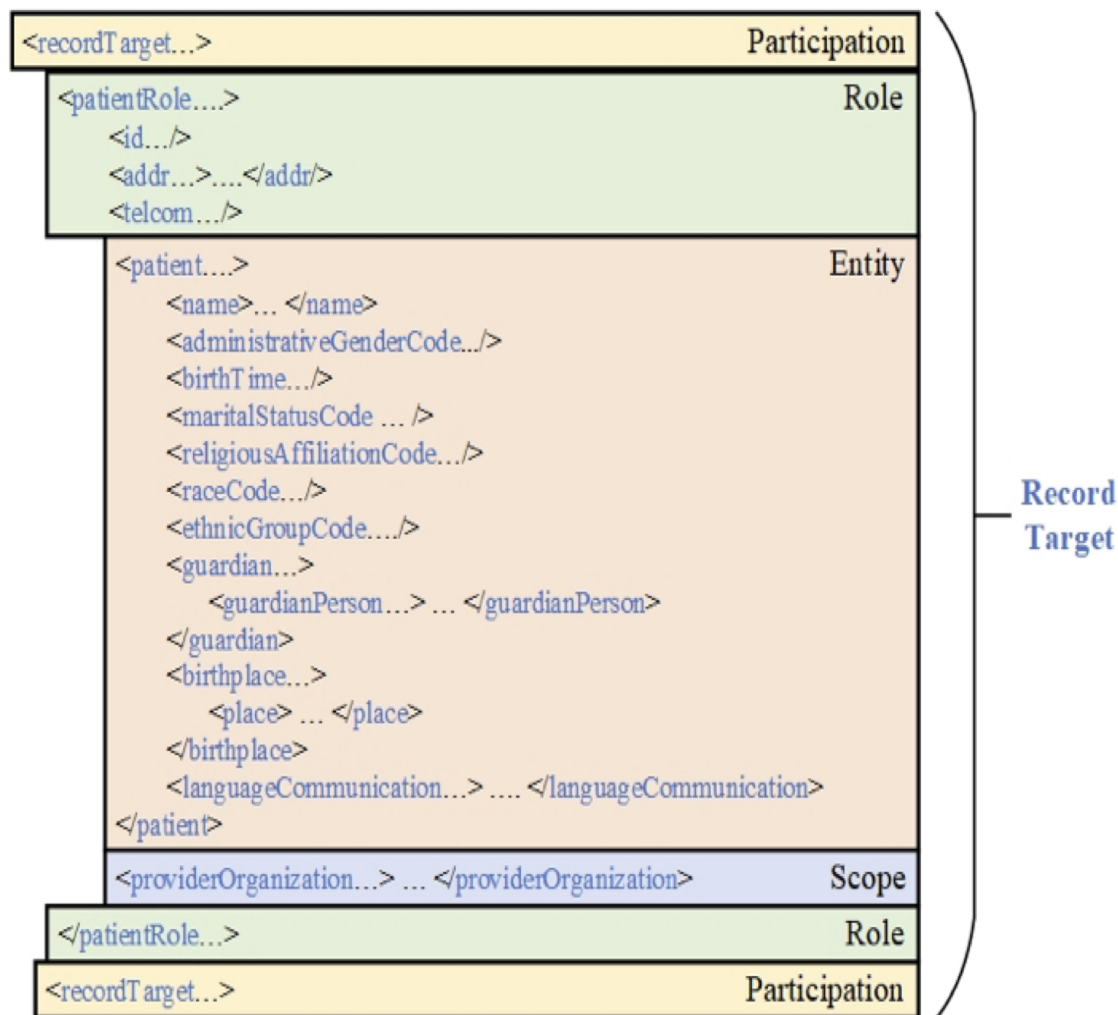 <recordTarget…> Participation
<patientRole….> Role
<id…/>
<addr…>….</addr/>
<telcom…/>
<patient….> Entity
<name>… </name>
<administrativeGenderCode.../>
<birthTime…/>
<maritalStatusCode … />
<religiousAffiliationCode…/>
<raceCode…/>
<ethnicGroupCode…./>
<guardian…>
<guardianPerson…> … </guardianPerson>
</guardian>
<birthplace…>
<place> … </place>
</birthplace>
<languageCommunication…> …. </languageCommunication>
</patient>
<providerOrganization…> … </providerOrganization> Scope
</patientRole…> Role
<recordTarget…> Participation
Record
Target